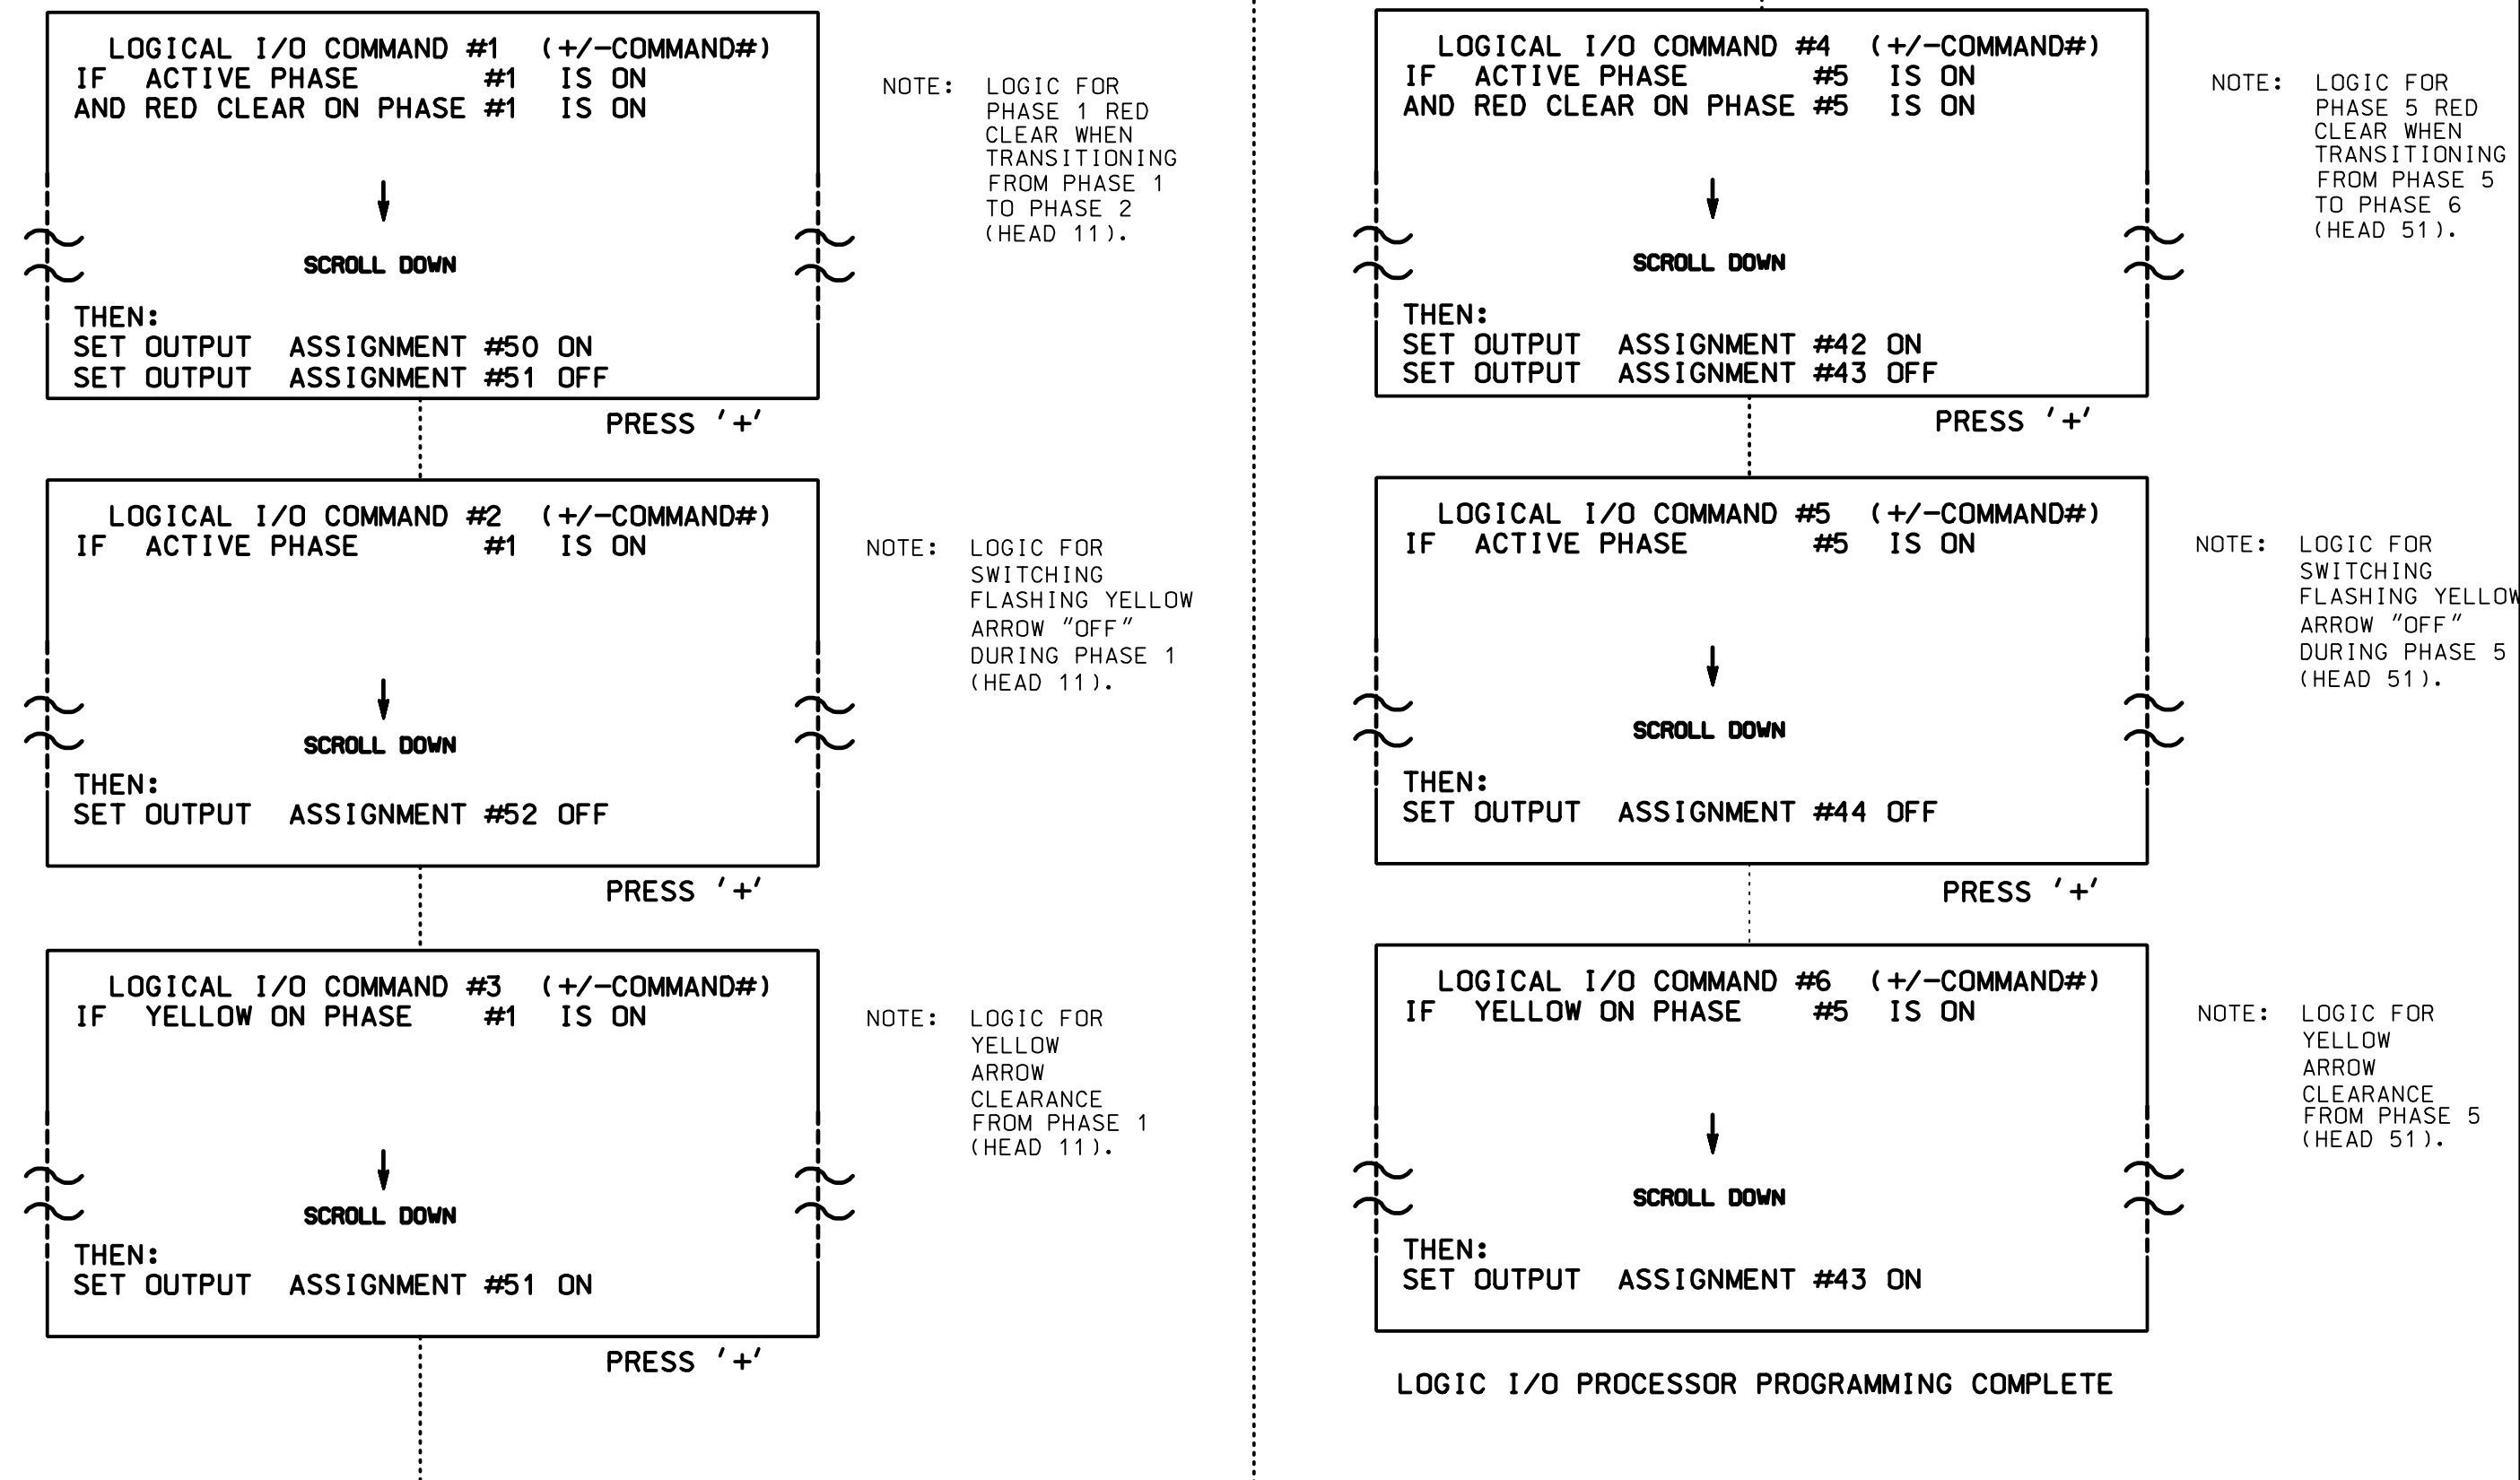 LOGICAL I/O COMMAND #1 (+/-COMMAND#)
IF ACTIVE PHASE #1 IS ON
AND RED CLEAR ON PHASE #1 IS ON
SCROLL DOWN
THEN:
SET OUTPUT ASSIGNMENT #50 ON
SET OUTPUT ASSIGNMENT #51 OFF
PRESS '+'
NOTE: LOGIC FOR
PHASE 1 RED
CLEAR WHEN
TRANSITIONING
FROM PHASE 1
TO PHASE 2
(HEAD 11).
LOGICAL I/O COMMAND #2 (+/-COMMAND#)
IF ACTIVE PHASE #1 IS ON
SCROLL DOWN
THEN:
SET OUTPUT ASSIGNMENT #52 OFF
PRESS '+'
NOTE: LOGIC FOR
SWITCHING
FLASHING YELLOW
ARROW "OFF"
DURING PHASE 1
(HEAD 11).
LOGICAL I/O COMMAND #3 (+/-COMMAND#)
IF YELLOW ON PHASE #1 IS ON
SCROLL DOWN
THEN:
SET OUTPUT ASSIGNMENT #51 ON
PRESS '+'
NOTE: LOGIC FOR
YELLOW
ARROW
CLEARANCE
FROM PHASE 1
(HEAD 11).
LOGICAL I/O COMMAND #4 (+/-COMMAND#)
IF ACTIVE PHASE #5 IS ON
AND RED CLEAR ON PHASE #5 IS ON
SCROLL DOWN
THEN:
SET OUTPUT ASSIGNMENT #42 ON
SET OUTPUT ASSIGNMENT #43 OFF
PRESS '+'
NOTE: LOGIC FOR
PHASE 5 RED
CLEAR WHEN
TRANSITIONING
FROM PHASE 5
TO PHASE 6
(HEAD 51).
LOGICAL I/O COMMAND #5 (+/-COMMAND#)
IF ACTIVE PHASE #5 IS ON
SCROLL DOWN
THEN:
SET OUTPUT ASSIGNMENT #44 OFF
PRESS '+'
NOTE: LOGIC FOR
SWITCHING
FLASHING YELLOW
ARROW "OFF"
DURING PHASE 5
(HEAD 51).
LOGICAL I/O COMMAND #6 (+/-COMMAND#)
IF YELLOW ON PHASE #5 IS ON
SCROLL DOWN
THEN:
SET OUTPUT ASSIGNMENT #43 ON
NOTE: LOGIC FOR
YELLOW
ARROW
CLEARANCE
FROM PHASE 5
(HEAD 51).
LOGIC I/O PROCESSOR PROGRAMMING COMPLETE